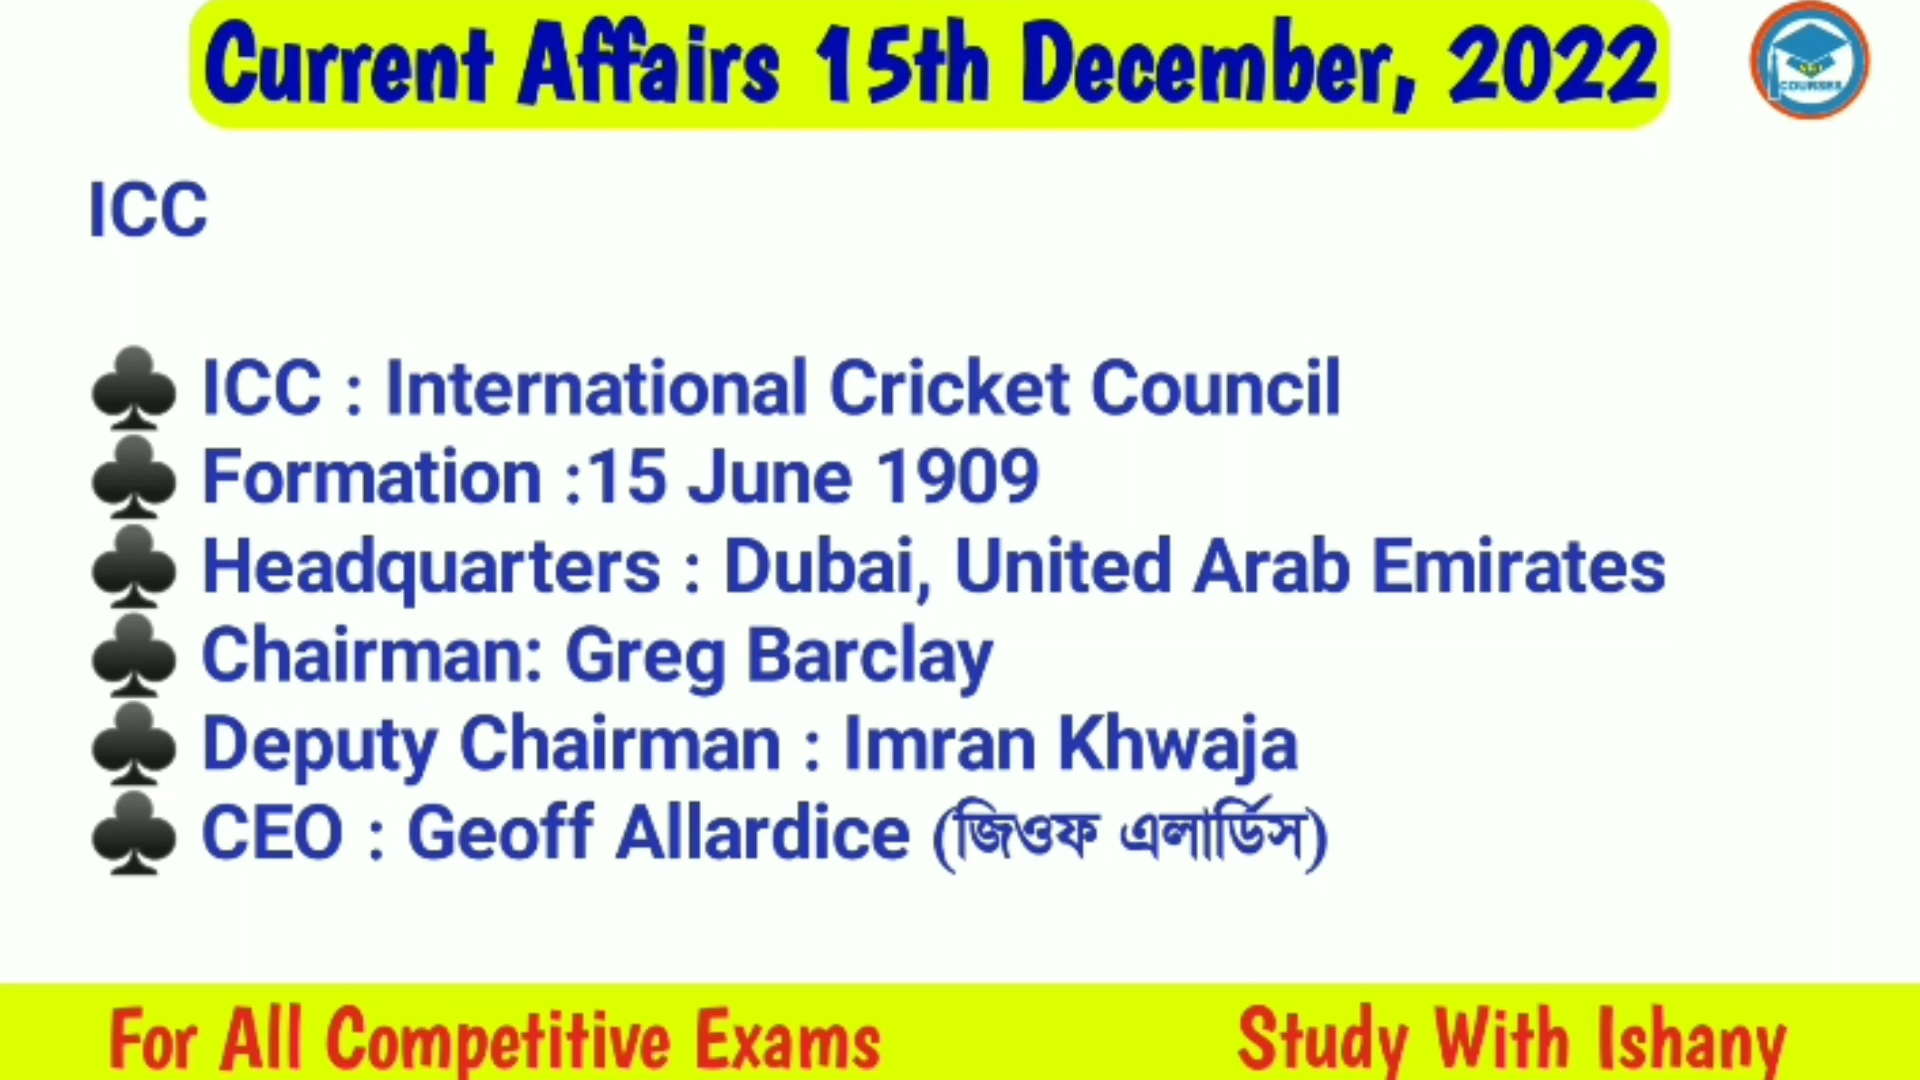 Current Affairs 15th December, 2022
COURSES
ICC
♣ ICC : International Cricket Council
♣ Formation :15 June 1909
♣ Headquarters : Dubai, United Arab Emirates
♣ Chairman: Greg Barclay
♣ Deputy Chairman : Imran Khwaja
♣ CEO : Geoff Allardice (জিওফ এলার্ডিস)
For All Competitive Exams
Study With Ishany